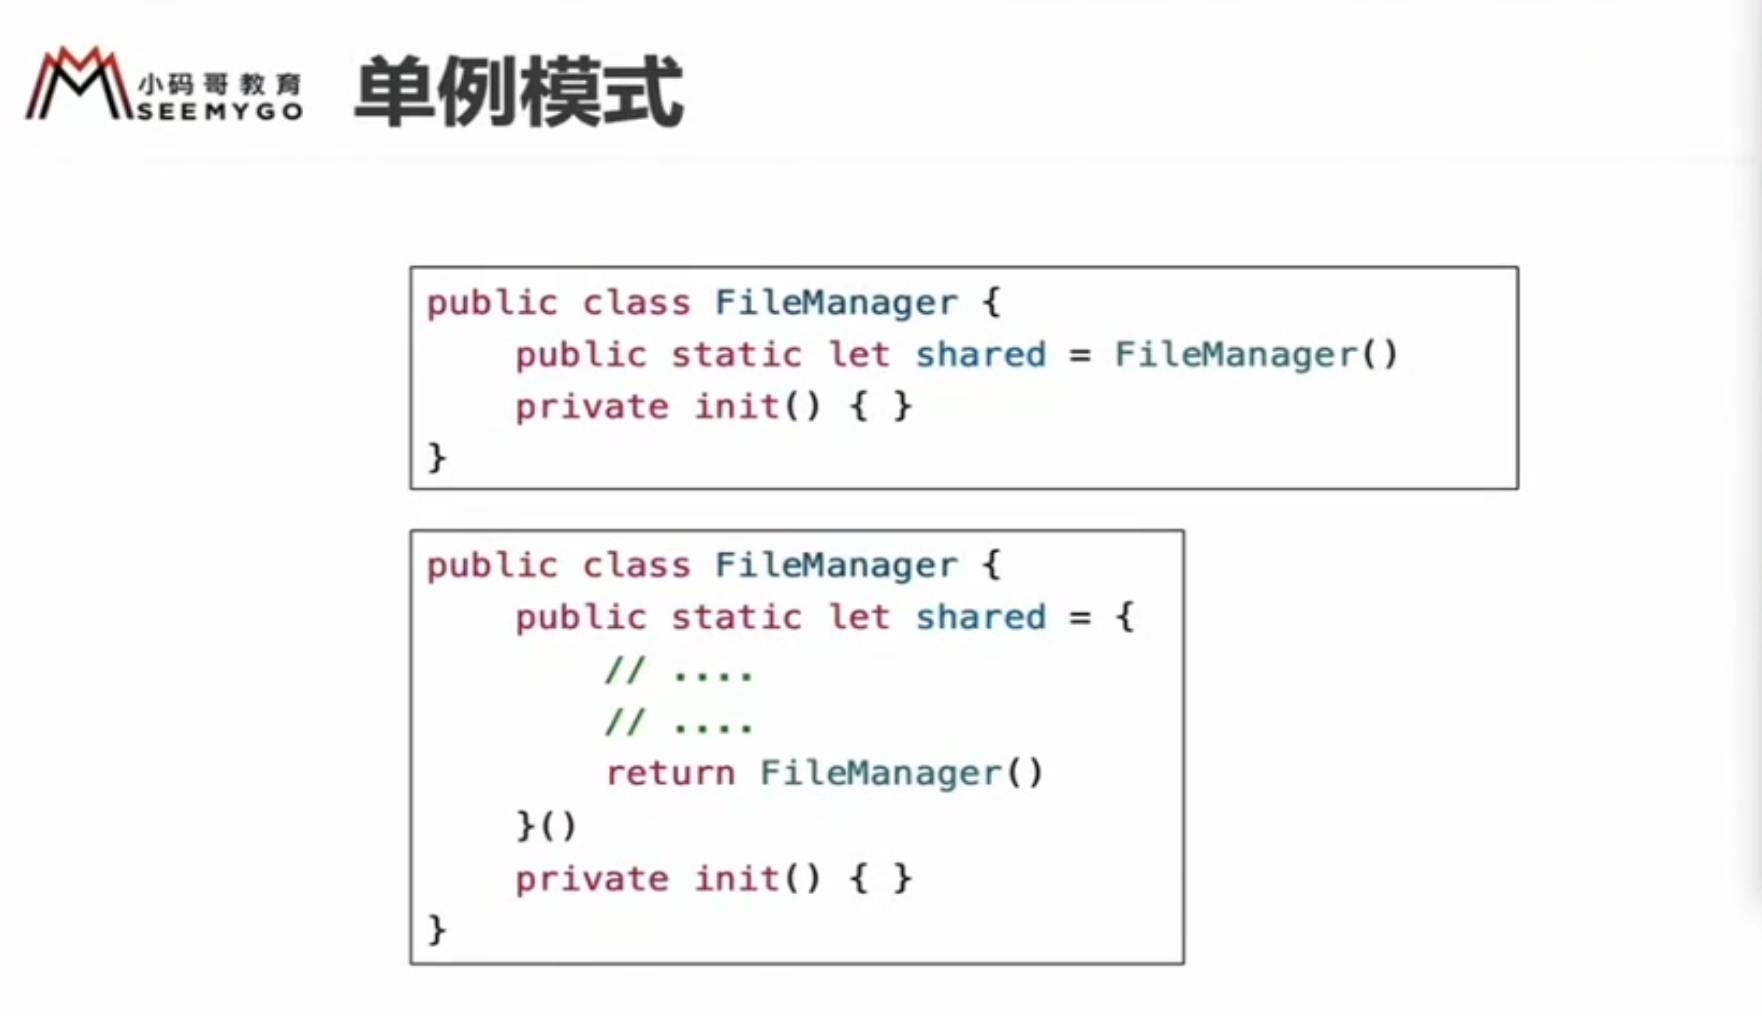 小码哥教育
SEEMYGO
单例模式
public class FileManager {
    public static let shared = FileManager()
    private init() { }
}
public class FileManager {
    public static let shared = {
        // ....
        // ....
        return FileManager()
    }()
    private init() { }
}